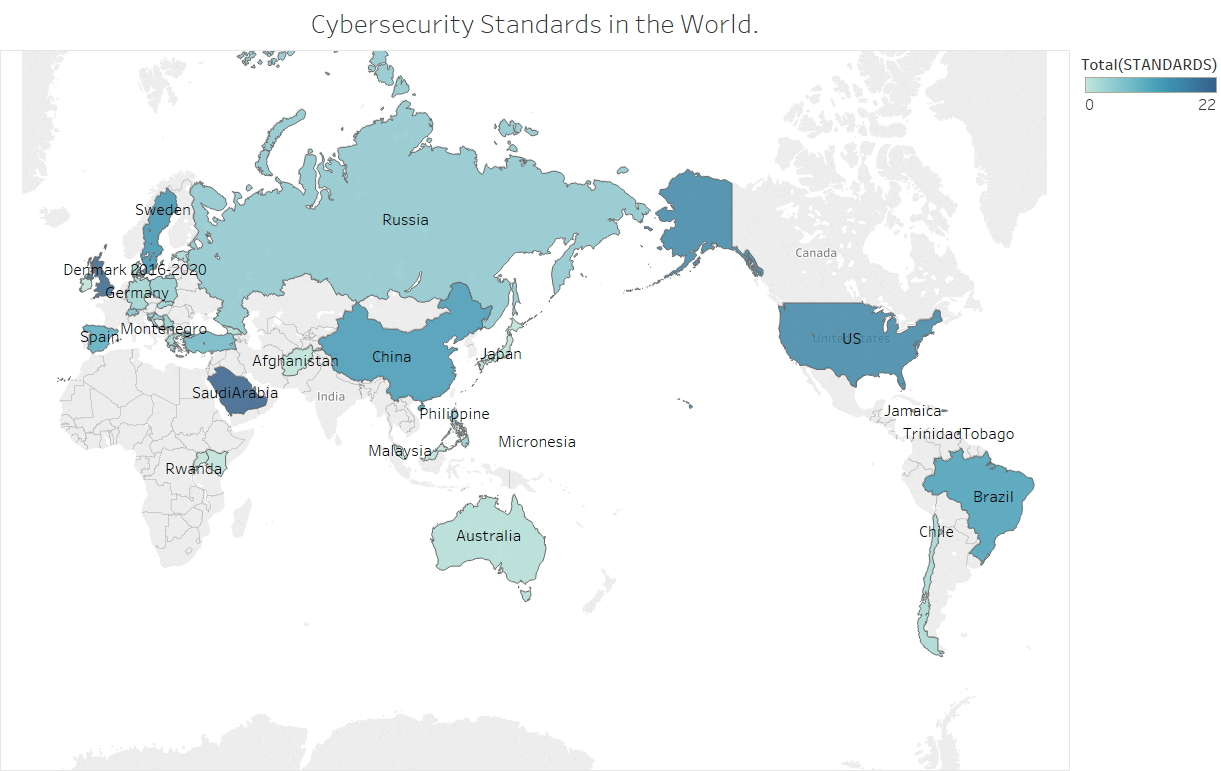 Cybersecurity Standards in the World.
Total(STANDARDS)
0 22
Sweden
Russia
Canada
Denmark 2016-2020
Germany
Montenegro
Spain
United States
US
China
Japan
Afghanistan
SaudiArabia
India
Jamaica
Philippine
TrinidadTobago
Micronesia
Malaysia
Rwanda
Brazil
Chile
Australia